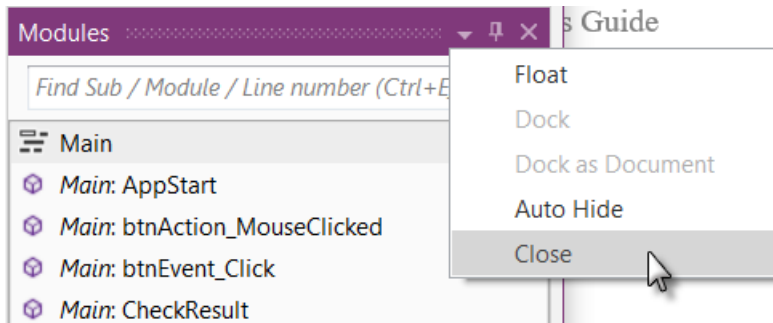 Modules
s Guide
Find Sub / Module / Line number (Ctrl+E
Float
Dock
Dock as Document
Auto Hide
Close
Main
Main: AppStart
Main: btnAction_MouseClicked
Main: btnEvent_Click
Main: CheckResult